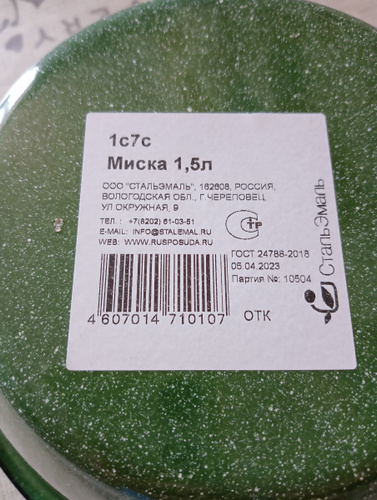 1с7с
Миска 1,5л
ООО "СТАЛЬЭМАЛЬ", 162608, РОССИЯ,
ВОЛОГОДСКАЯ ОБЛ., Г.ЧЕРЕПОВЕЦ,
УЛ.ОКРУЖНАЯ, 9
ТЕЛ. : +7(8202) 61-03-51
E-MAIL: INFO@STALEMAL.RU
WEB: WWW.RUSPOSUDA.RU
СТР
ГОСТ 24788-2018
05.04.2023
Партия №: 10504
4 607014 710107
ОТК
СтальЭмаль